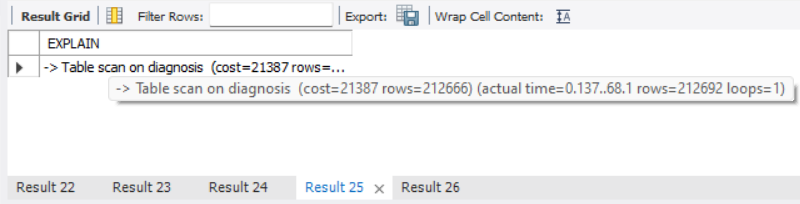 Result Grid Filter Rows: Export: Wrap Cell Content: IA
EXPLAIN
-> Table scan on diagnosis (cost=21387 rows=...
-> Table scan on diagnosis (cost=21387 rows=212666) (actual time=0.137..68.1 rows=212692 loops=1)
Result 22 Result 23 Result 24 Result 25 × Result 26